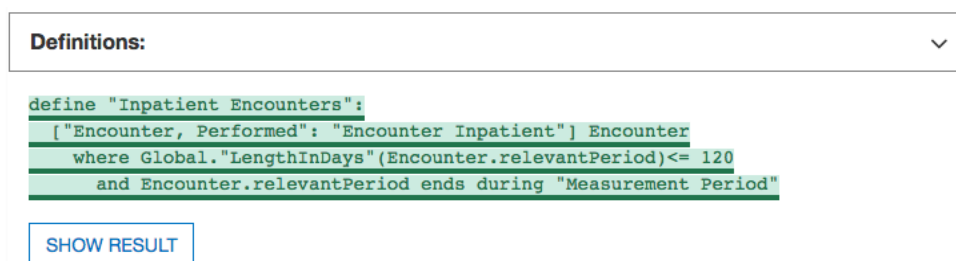 Definitions:
define "Inpatient Encounters":
["Encounter, Performed": "Encounter Inpatient"] Encounter
where Global."LengthInDays"(Encounter.relevantPeriod)<= 120
and Encounter.relevantPeriod ends during "Measurement Period"
SHOW RESULT